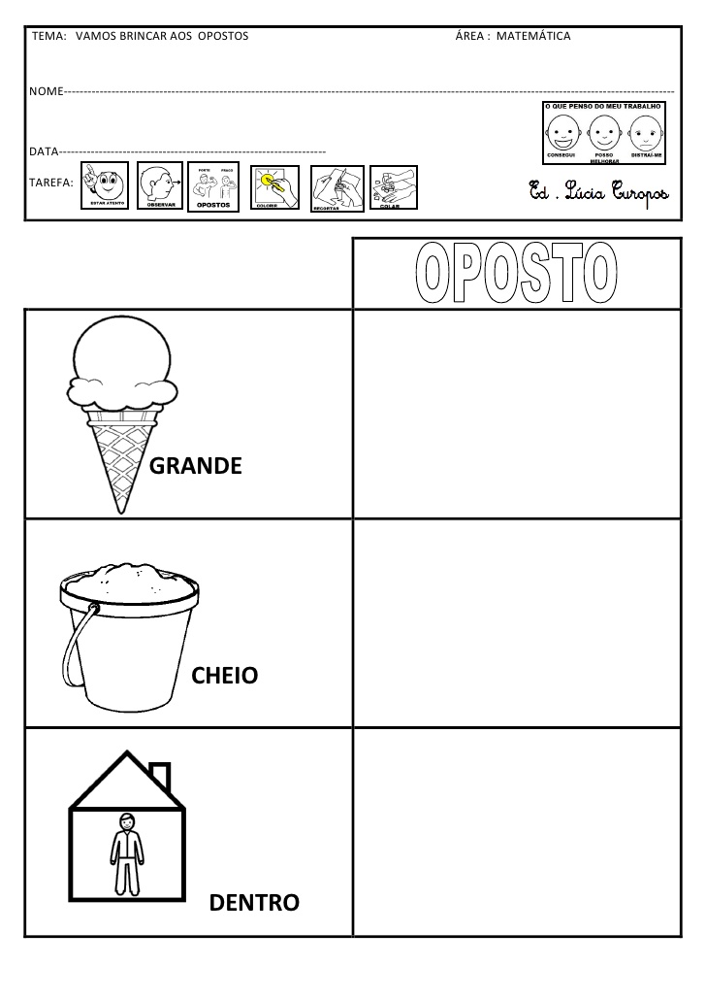 TEMA: VAMOS BRINCAR AOS OPOSTOS ÁREA : MATEMÁTICA
NOME------------------------------------------------------------
O QUE PENSO DO MEU TRABALHO
CONSEGUI POSSO MELHORAR DISTRAÍ-ME
DATA------------------------------------------------------------
TAREFA:
ESTAR ATENTO
OBSERVAR
FORTE FRACO
OPOSTOS
COLORIR
RECORTAR
COLAR
Ed . Lúcia Europos
OPOSTO
GRANDE
CHEIO
DENTRO